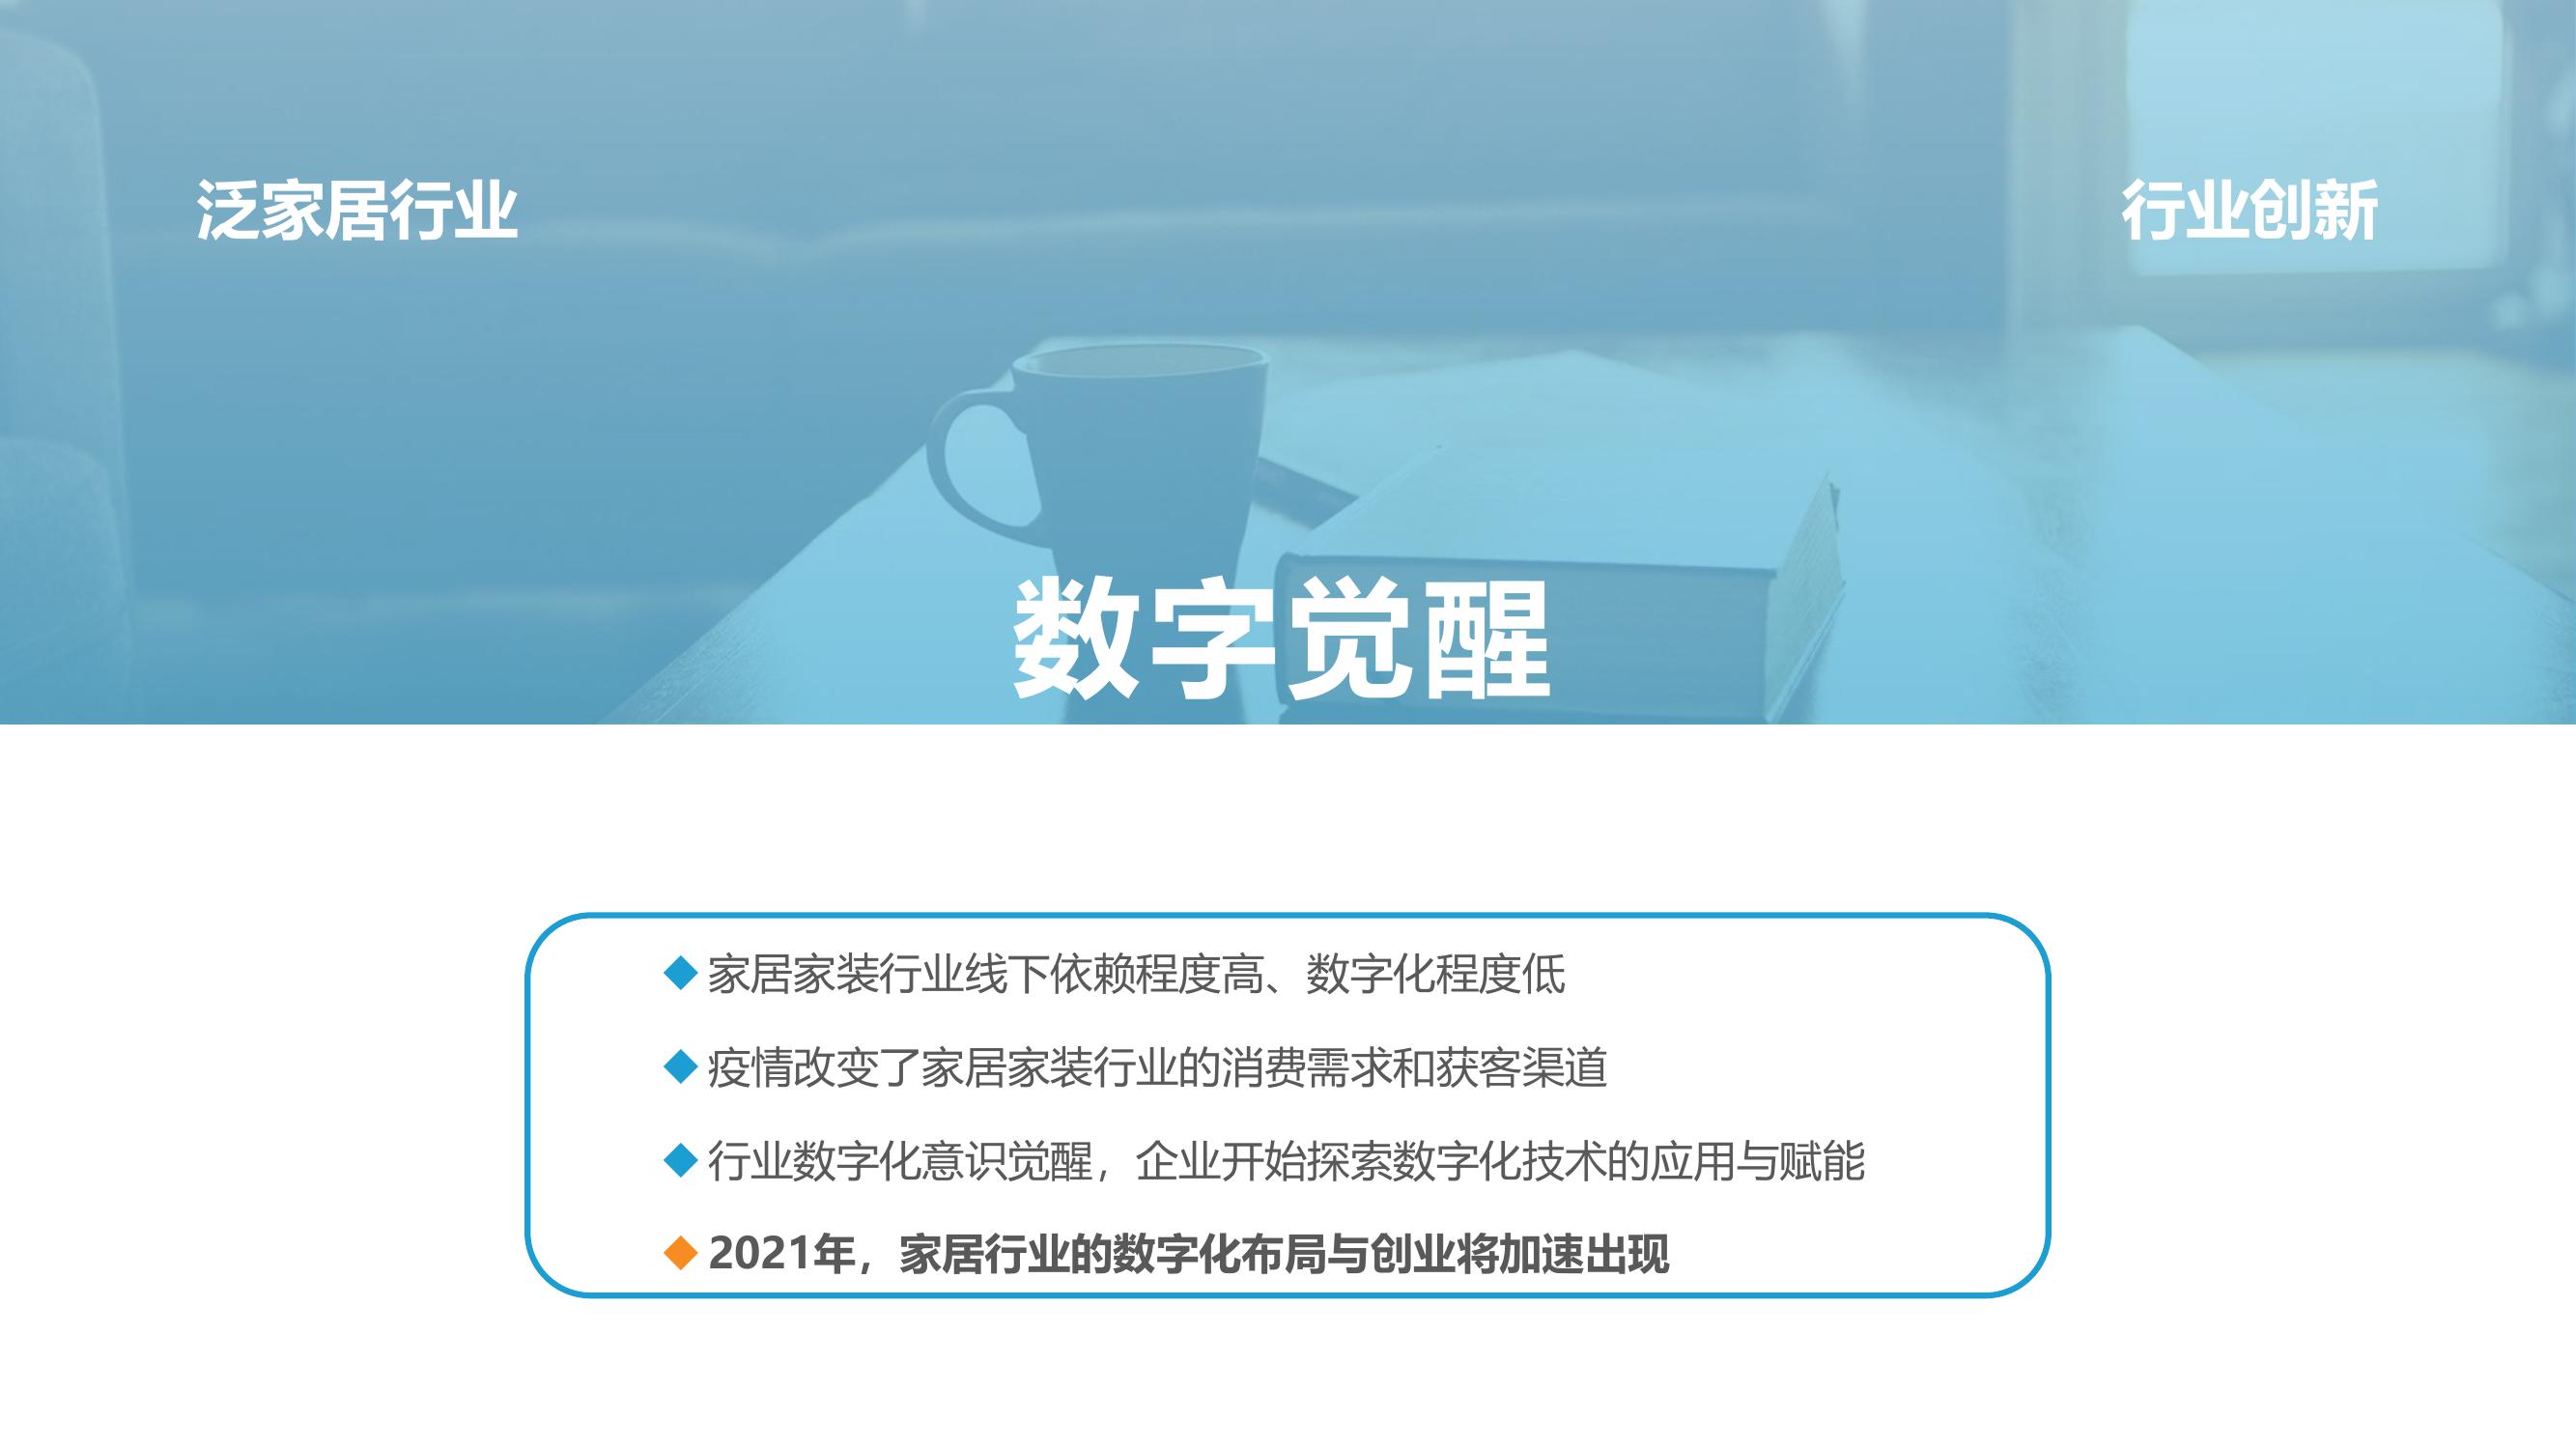 泛家居行业
行业创新
数字觉醒
家居家装行业线下依赖程度高、数字化程度低
疫情改变了家居家装行业的消费需求和获客渠道
行业数字化意识觉醒，企业开始探索数字化技术的应用与赋能
2021年，家居行业的数字化布局与创业将加速出现